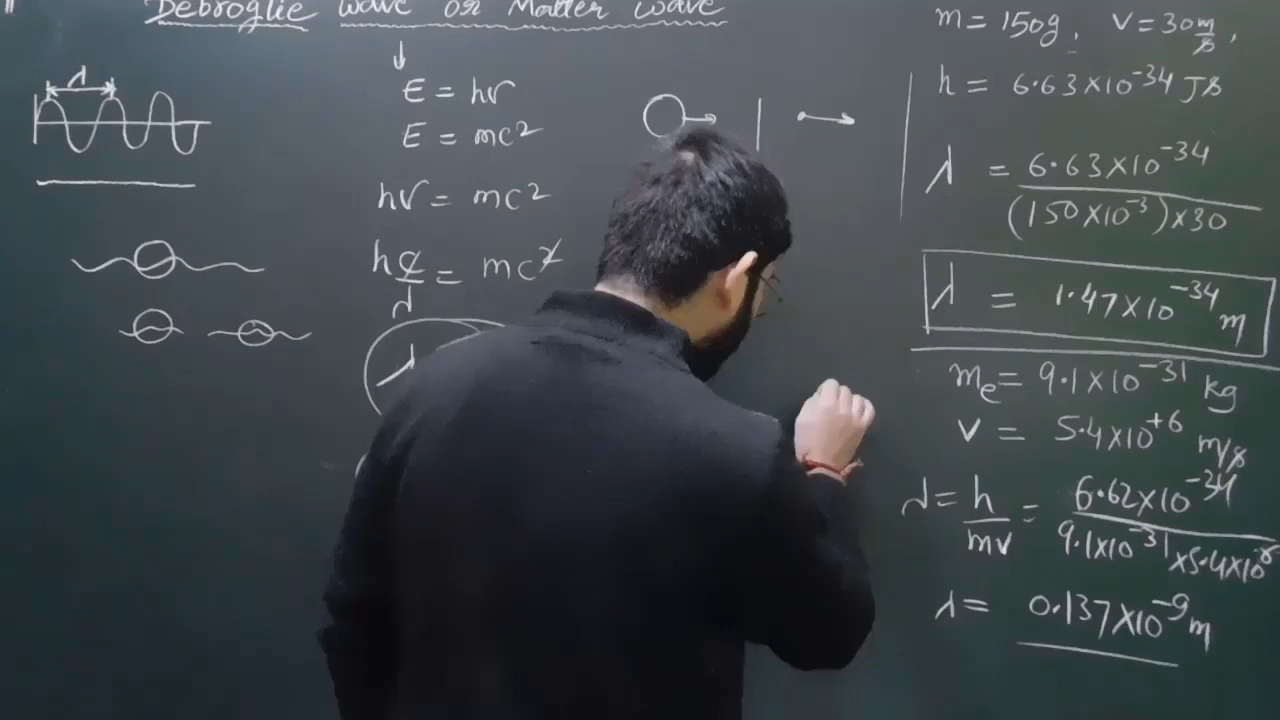 Debroglie wave or Matter wave
λ
E = hν
E = mc²
hν = mc²
hc/λ = mc²
λ
m = 150g, v = 30 m/s,
h = 6.63×10⁻³⁴ Js
λ = 6.63×10⁻³⁴ / (150×10⁻³)×30
λ = 1.47×10⁻³⁴ m
mₑ = 9.1×10⁻³¹ kg
v = 5.4×10⁺⁶ m/s
λ = h/mv = 6.62×10⁻³⁴ / 9.1×10⁻³¹×5.4×10⁶
λ = 0.137×10⁻⁹ m